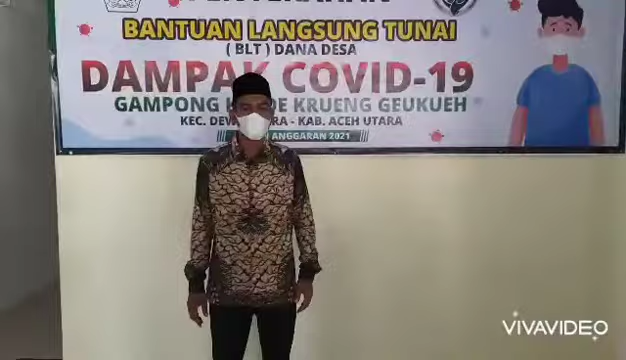 BANTUAN LANGSUNG TUNAI
( BLT ) DANA DESA
DAMPAK COVID-19
GAMPONG KRUENG GEUKUEH
KEC. - KAB. ACEH UTARA
ANGGARAN 2021
VIVAVIDEO